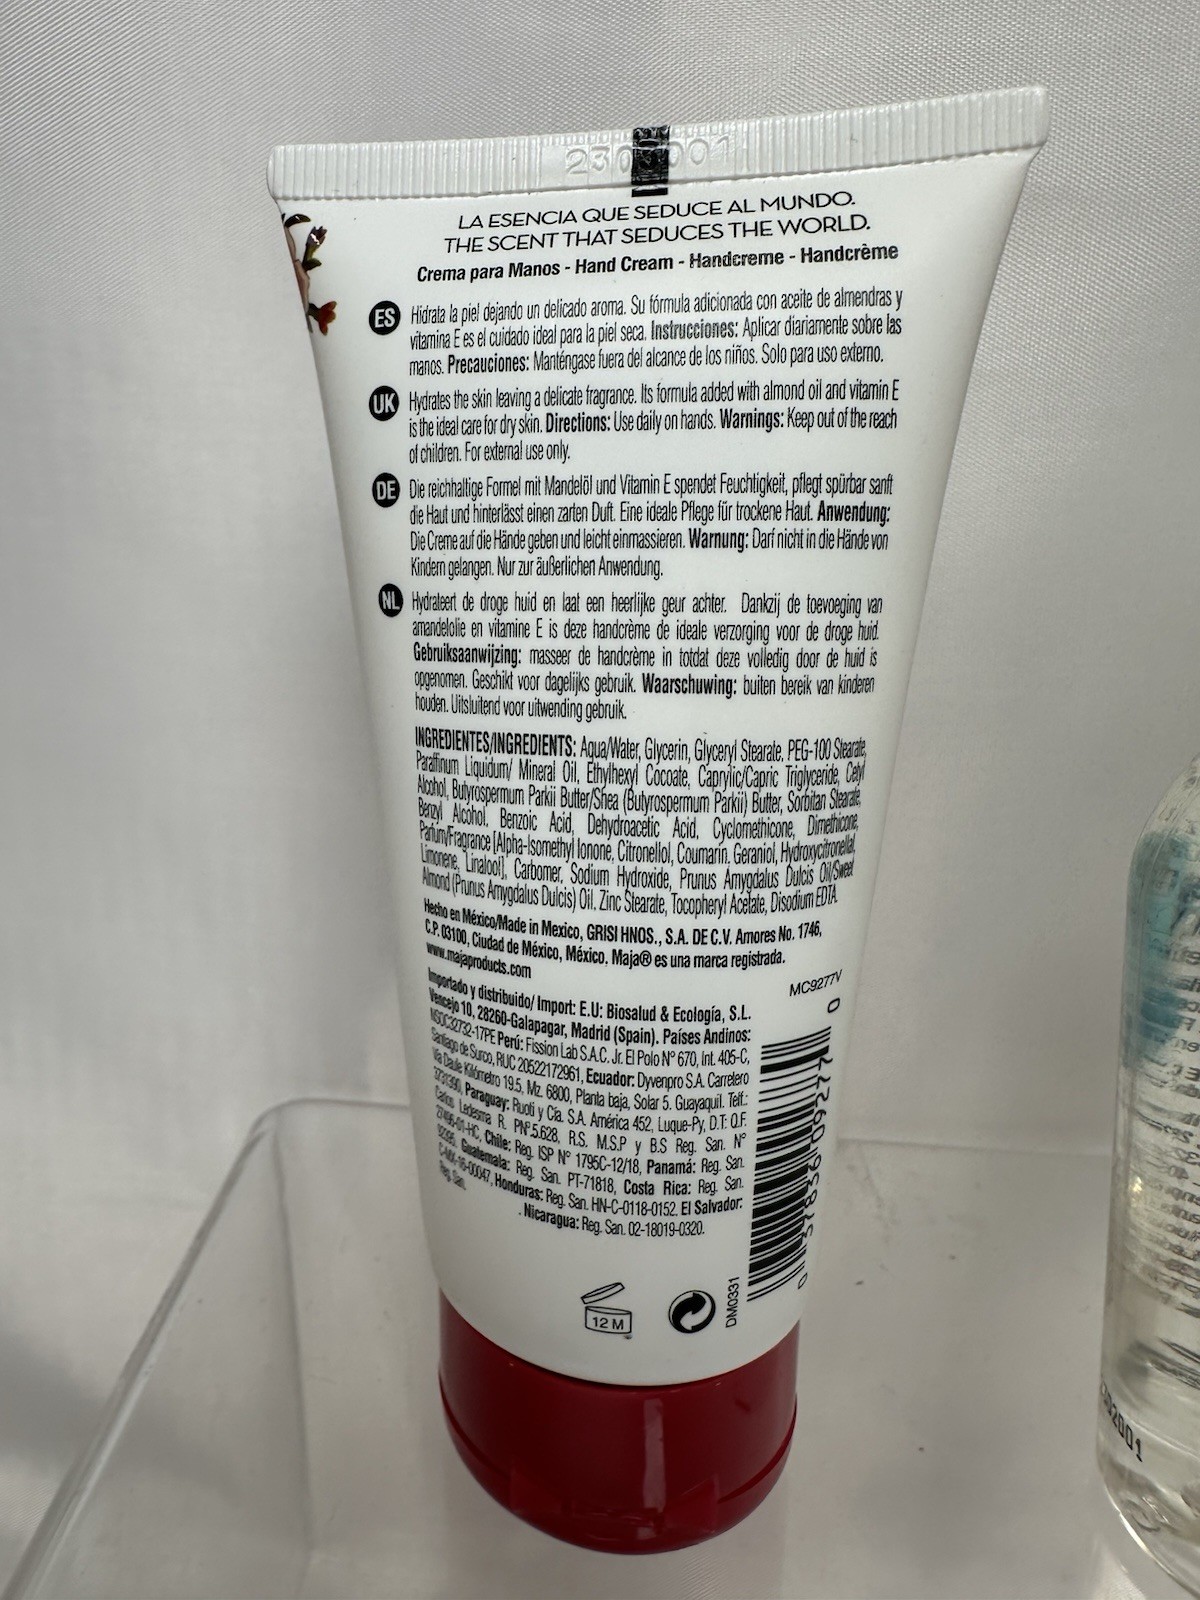 LA ESENCIA QUE SEDUCE AL MUNDO.
THE SCENT THAT SEDUCES THE WORLD.
Crema para Manos - Hand Cream - Handcreme - Handcrème
ES Hidrata la piel dejando un delicado aroma. Su fórmula adicionada con aceite de almendras y
vitamina E es el cuidado ideal para la piel seca. Instrucciones: Aplicar diariamente sobre las
manos. Precauciones: Manténgase fuera del alcance de los niños. Solo para uso externo.
UK Hydrates the skin leaving a delicate fragrance. Its formula added with almond oil and vitamin E
is the ideal care for dry skin. Directions: Use daily on hands. Warnings: Keep out of the reach
of children. For external use only.
DE Die reichhaltige Formel mit Mandelöl und Vitamin E spendet Feuchtigkeit, pflegt spürbar sanft
die Haut und hinterlässt einen zarten Duft. Eine ideale Pflege für trockene Haut. Anwendung:
Die Creme auf die Hände geben und leicht einmassieren. Warnung: Darf nicht in die Hände von
Kindern gelangen. Nur zur äußerlichen Anwendung.
NL Hydrateert de droge huid en laat een heerlijke geur achter. Dankzij de toevoeging van
amandelolie en vitamine E is deze handcrème de ideale verzorging voor de droge huid.
Gebruiksaanwijzing: masseer de handcrème in totdat deze volledig door de huid is
opgenomen. Geschikt voor dagelijks gebruik. Waarschuwing: buiten bereik van kinderen
houden. Uitsluitend voor uitwending gebruik.
INGREDIENTES/INGREDIENTS: Aqua/Water, Glycerin, Glyceryl Stearate, PEG-100 Stearate,
Paraffinum Liquidum/ Mineral Oil, Ethylhexyl Cocoate, Caprylic/Capric Triglyceride, Cetyl
Alcohol, Butyrospermum Parkii Butter/Shea (Butyrospermum Parkii) Butter, Sorbitan Stearate,
Benzyl Alcohol, Benzoic Acid, Dehydroacetic Acid, Cyclomethicone, Dimethicone,
Parfum/Fragrance [Alpha-Isomethyl Ionone, Citronellol, Coumarin, Geraniol, Hydroxycitronellal,
Limonene, Linalool], Carbomer, Sodium Hydroxide, Prunus Amygdalus Dulcis Oil/Sweet
Almond (Prunus Amygdalus Dulcis) Oil, Zinc Stearate, Tocopheryl Acetate, Disodium EDTA.
Hecho en México/Made in Mexico, GRISI HNOS., S.A. DE C.V. Amores No. 1746,
C.P. 03100, Ciudad de México, México. Maja® es una marca registrada.
www.majaproducts.com
MC9277V
Importado y distribuido/ Import: E.U: Biosalud & Ecología, S.L.
Vencejo 10, 28260-Galapagar, Madrid (Spain). Países Andinos:
NSOC32732-17PE Perú: Fission Lab S.A.C. Jr. El Polo N° 670, Int. 405-C,
Santiago de Surco, RUC 20522172961, Ecuador: Dyvenpro S.A. Carretero
Vía Daule Kilómetro 19.5, Mz. 6800, Planta baja, Solar 5. Guayaquil. Telf.:
3731390, Paraguay: Ruoti y Cía. S.A. América 452, Luque-Py, D.T: Q.F.
Carlos Ledesma R. PN°5.628, R.S. M.S.P y B.S Reg. San. N°
27496-01-HC, Chile: Reg. ISP N° 1795C-12/18, Panamá: Reg. San.
Guatemala: Reg. San. PT-71818, Costa Rica: Reg. San.
C-MX-16-00047, Honduras: Reg. San. HN-C-0118-0152. El Salvador:
Reg. San.
. Nicaragua: Reg. San. 02-18019-0320.
12 M
DM0331
0 37836 09277 0